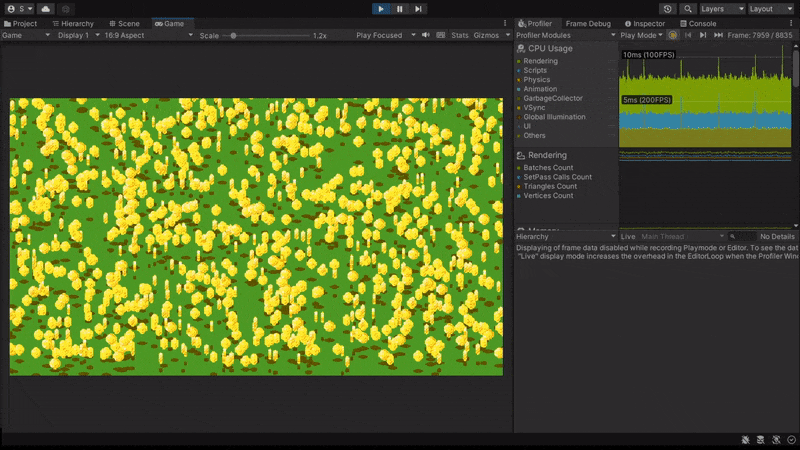 S
Layers
Layout
Project
Hierarchy
Scene
Game
Profiler
Frame Debug
Inspector
Console
Game
Display 1
16:9 Aspect
Scale
1.2x
Play Focused
Stats
Gizmos
Profiler Modules
Play Mode
Frame: 7959 / 8835
CPU Usage
Rendering
Scripts
Physics
Animation
GarbageCollector
VSync
Global Illumination
UI
Others
10ms (100FPS)
5ms (200FPS)
Rendering
Batches Count
SetPass Calls Count
Triangles Count
Vertices Count
Hierarchy
Live
Main Thread
No Details
Displaying of frame data disabled while recording Playmode or Editor. To see the dat
"Live" display mode increases the overhead in the EditorLoop when the Profiler Wind